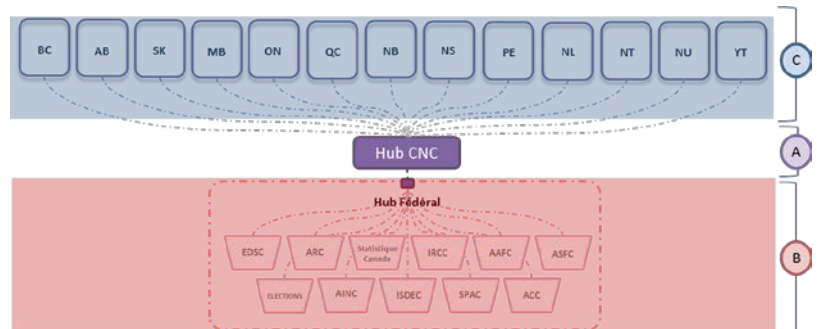 BC AB SK MB ON QC NB NS PE NL NT NU YT
C
Hub CNC
A
Hub Fédéral
EDSC ARC Statistique Canada IRCC AAFC ASFC
B
ELECTIONS AINC ISDEC SPAC ACC